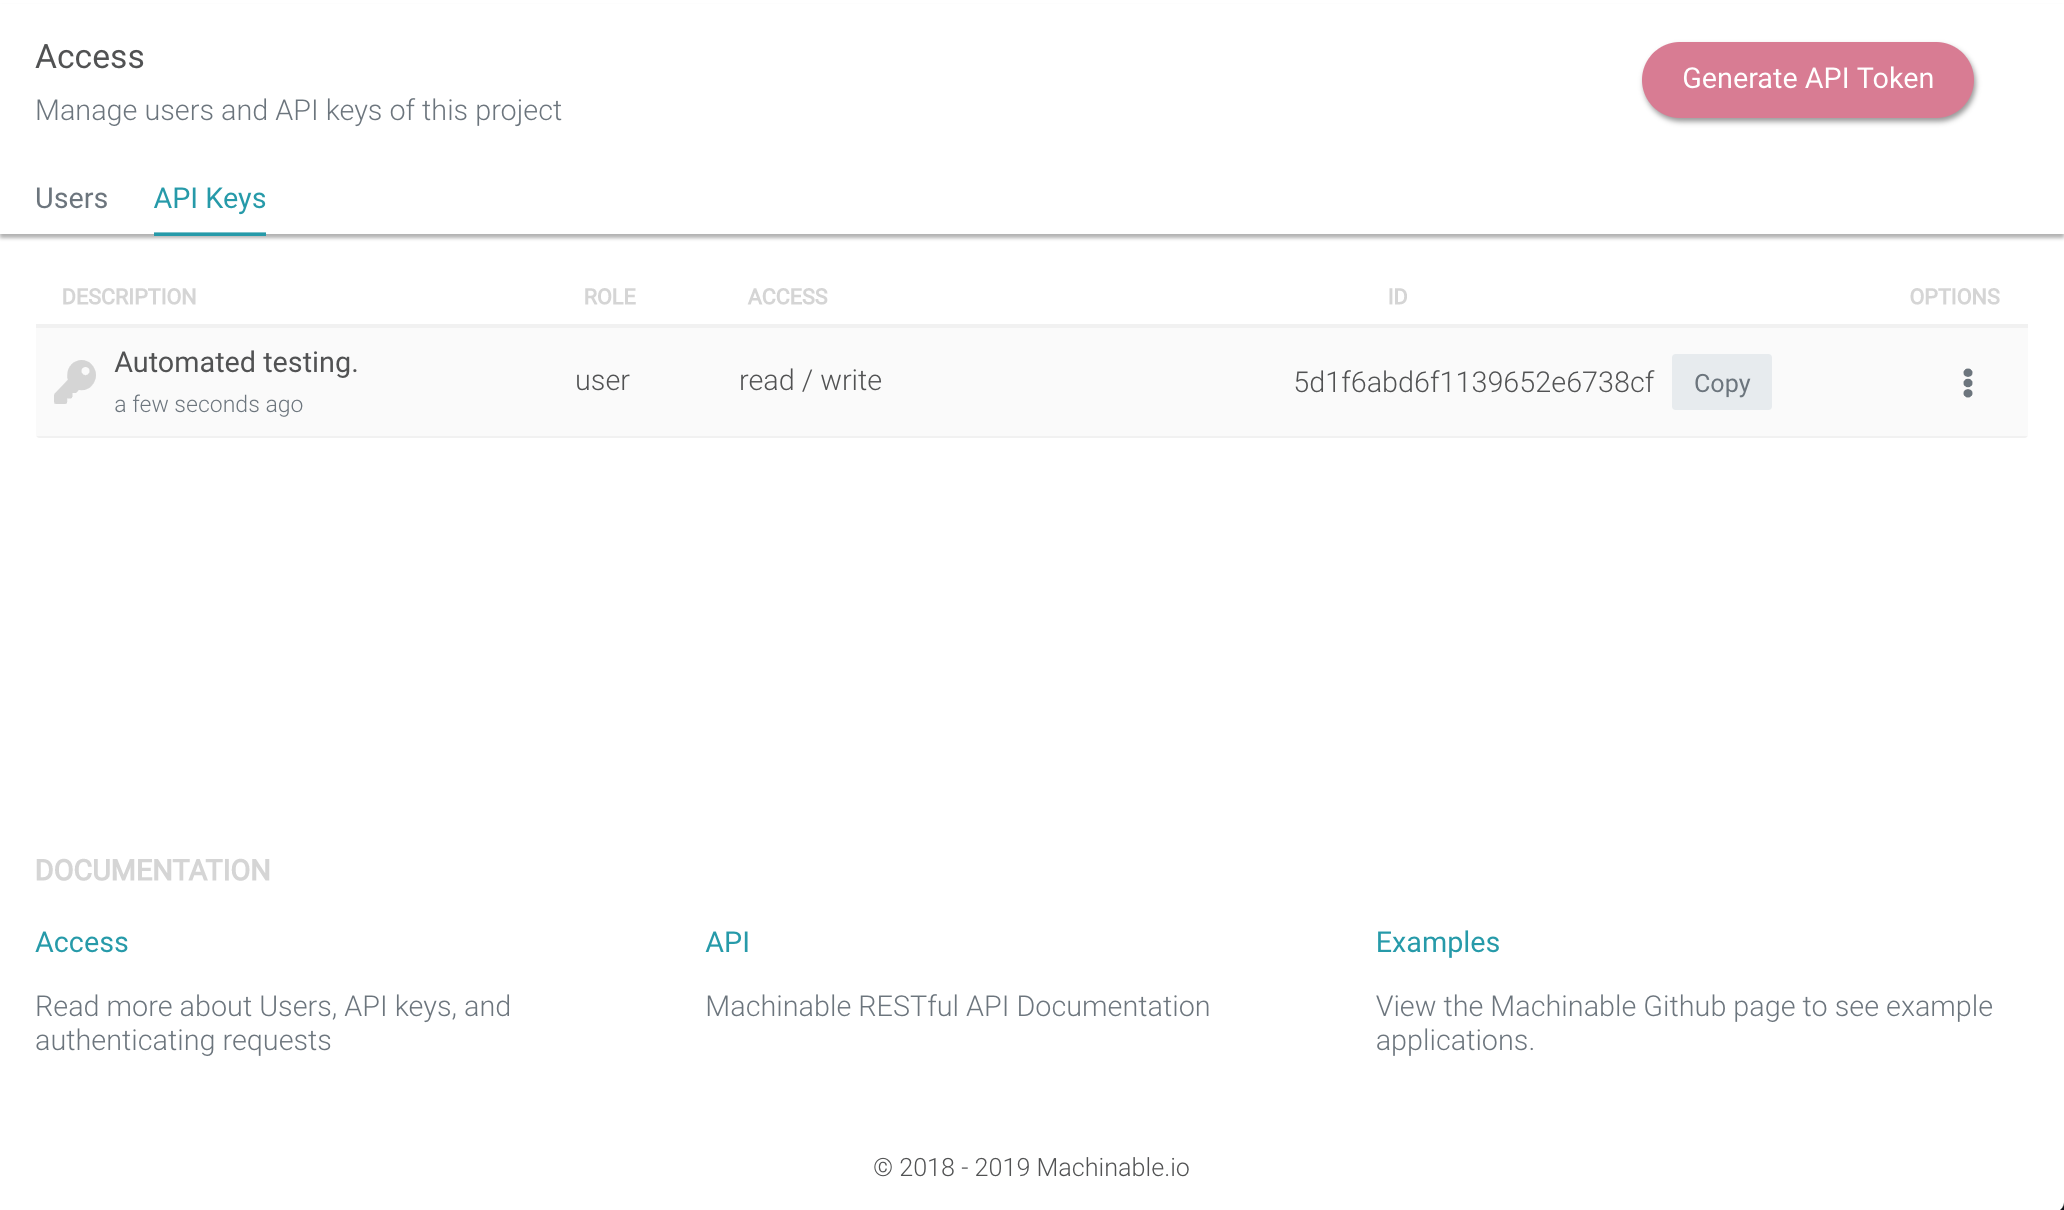 Access
Generate API Token
Manage users and API keys of this project
Users API Keys
DESCRIPTION ROLE ACCESS ID OPTIONS
Automated testing.
a few seconds ago
user read / write 5d1f6abd6f1139652e6738cf Copy
DOCUMENTATION
Access
Read more about Users, API keys, and
authenticating requests
API
Machinable RESTful API Documentation
Examples
View the Machinable Github page to see example
applications.
© 2018 - 2019 Machinable.io